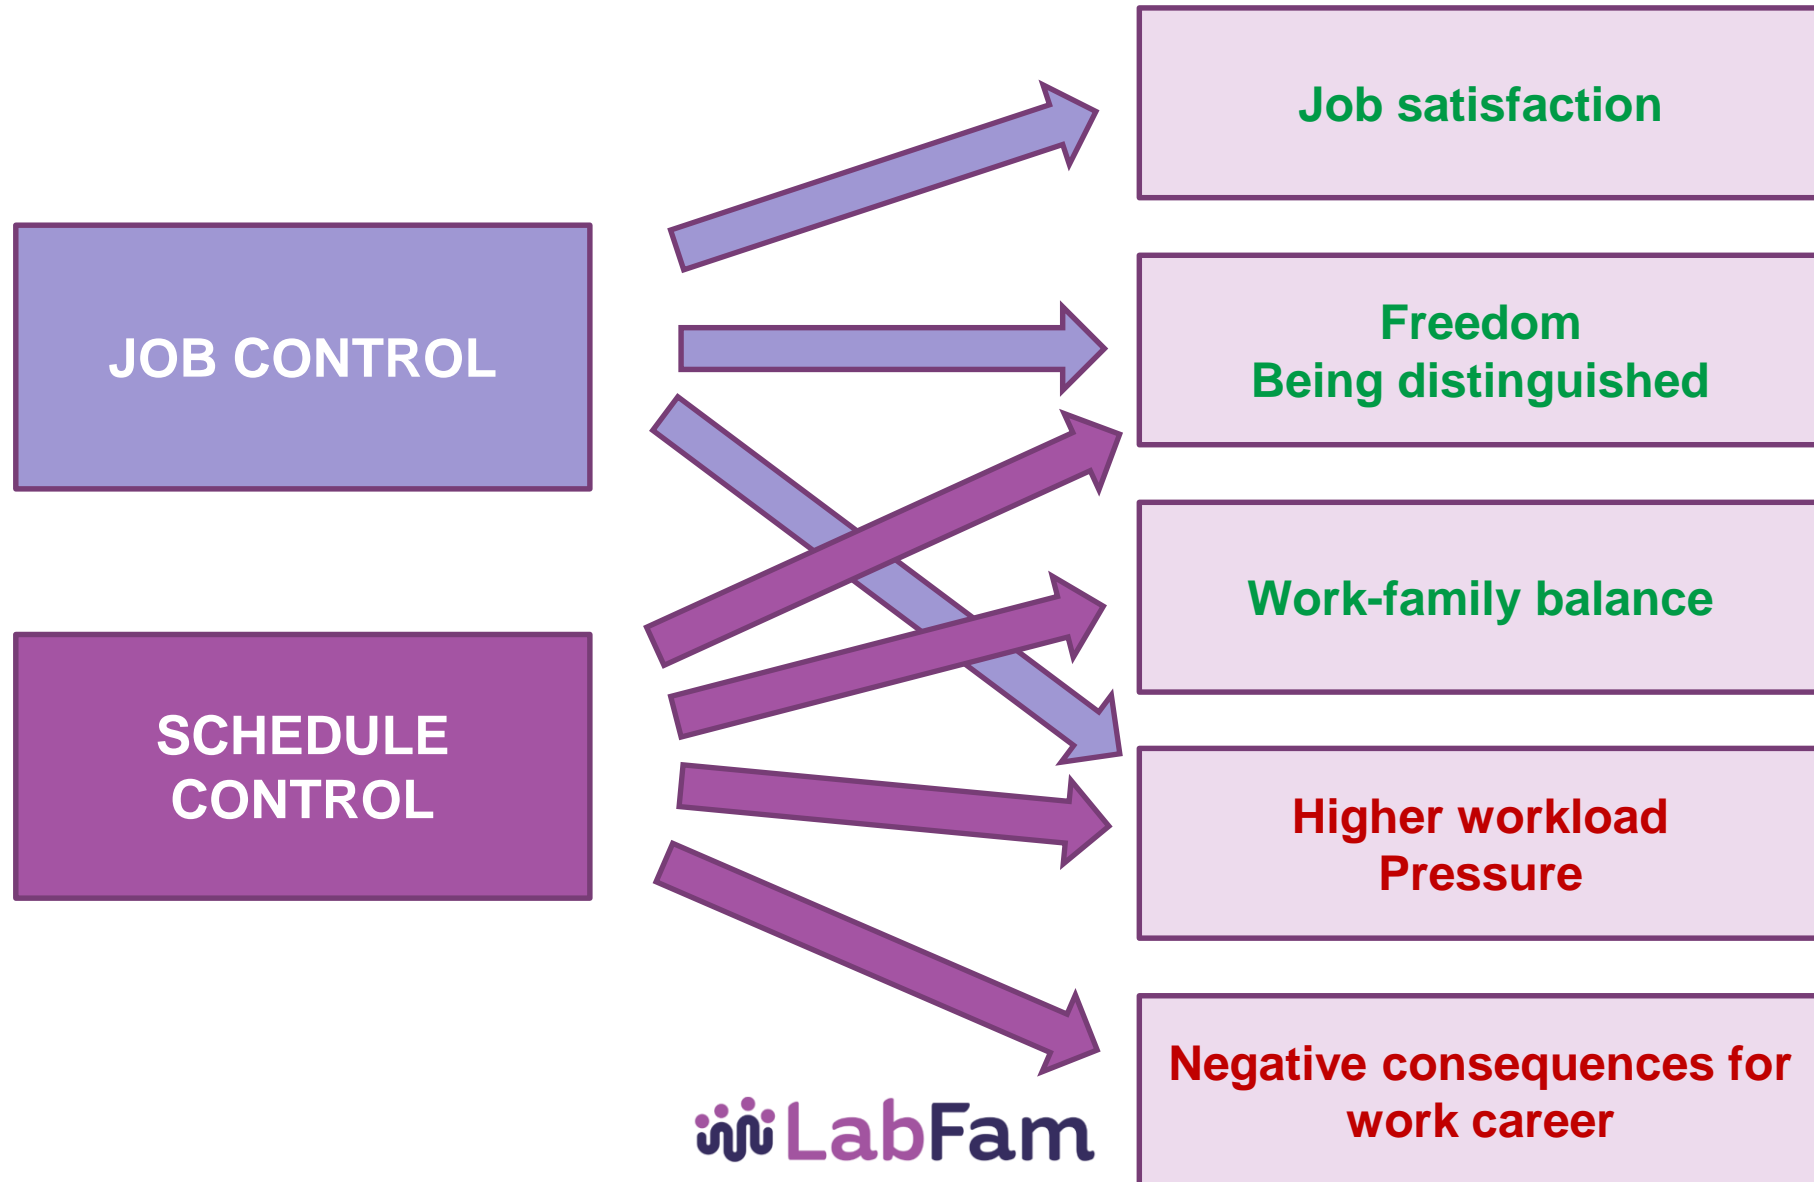 JOB CONTROL
SCHEDULE
CONTROL
Job satisfaction
Freedom
Being distinguished
Work-family balance
Higher workload
Pressure
Negative consequences for
work career
LabFam